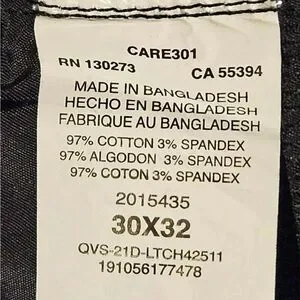 CARE301
RN 130273 CA 55394
MADE IN BANGLADESH
HECHO EN BANGLADESH
FABRIQUE AU BANGLADESH
97% COTTON 3% SPANDEX
97% ALGODON 3% SPANDEX
97% COTON 3% SPANDEX
2015435
30X32
QVS-21D-LTCH42511
191056177478